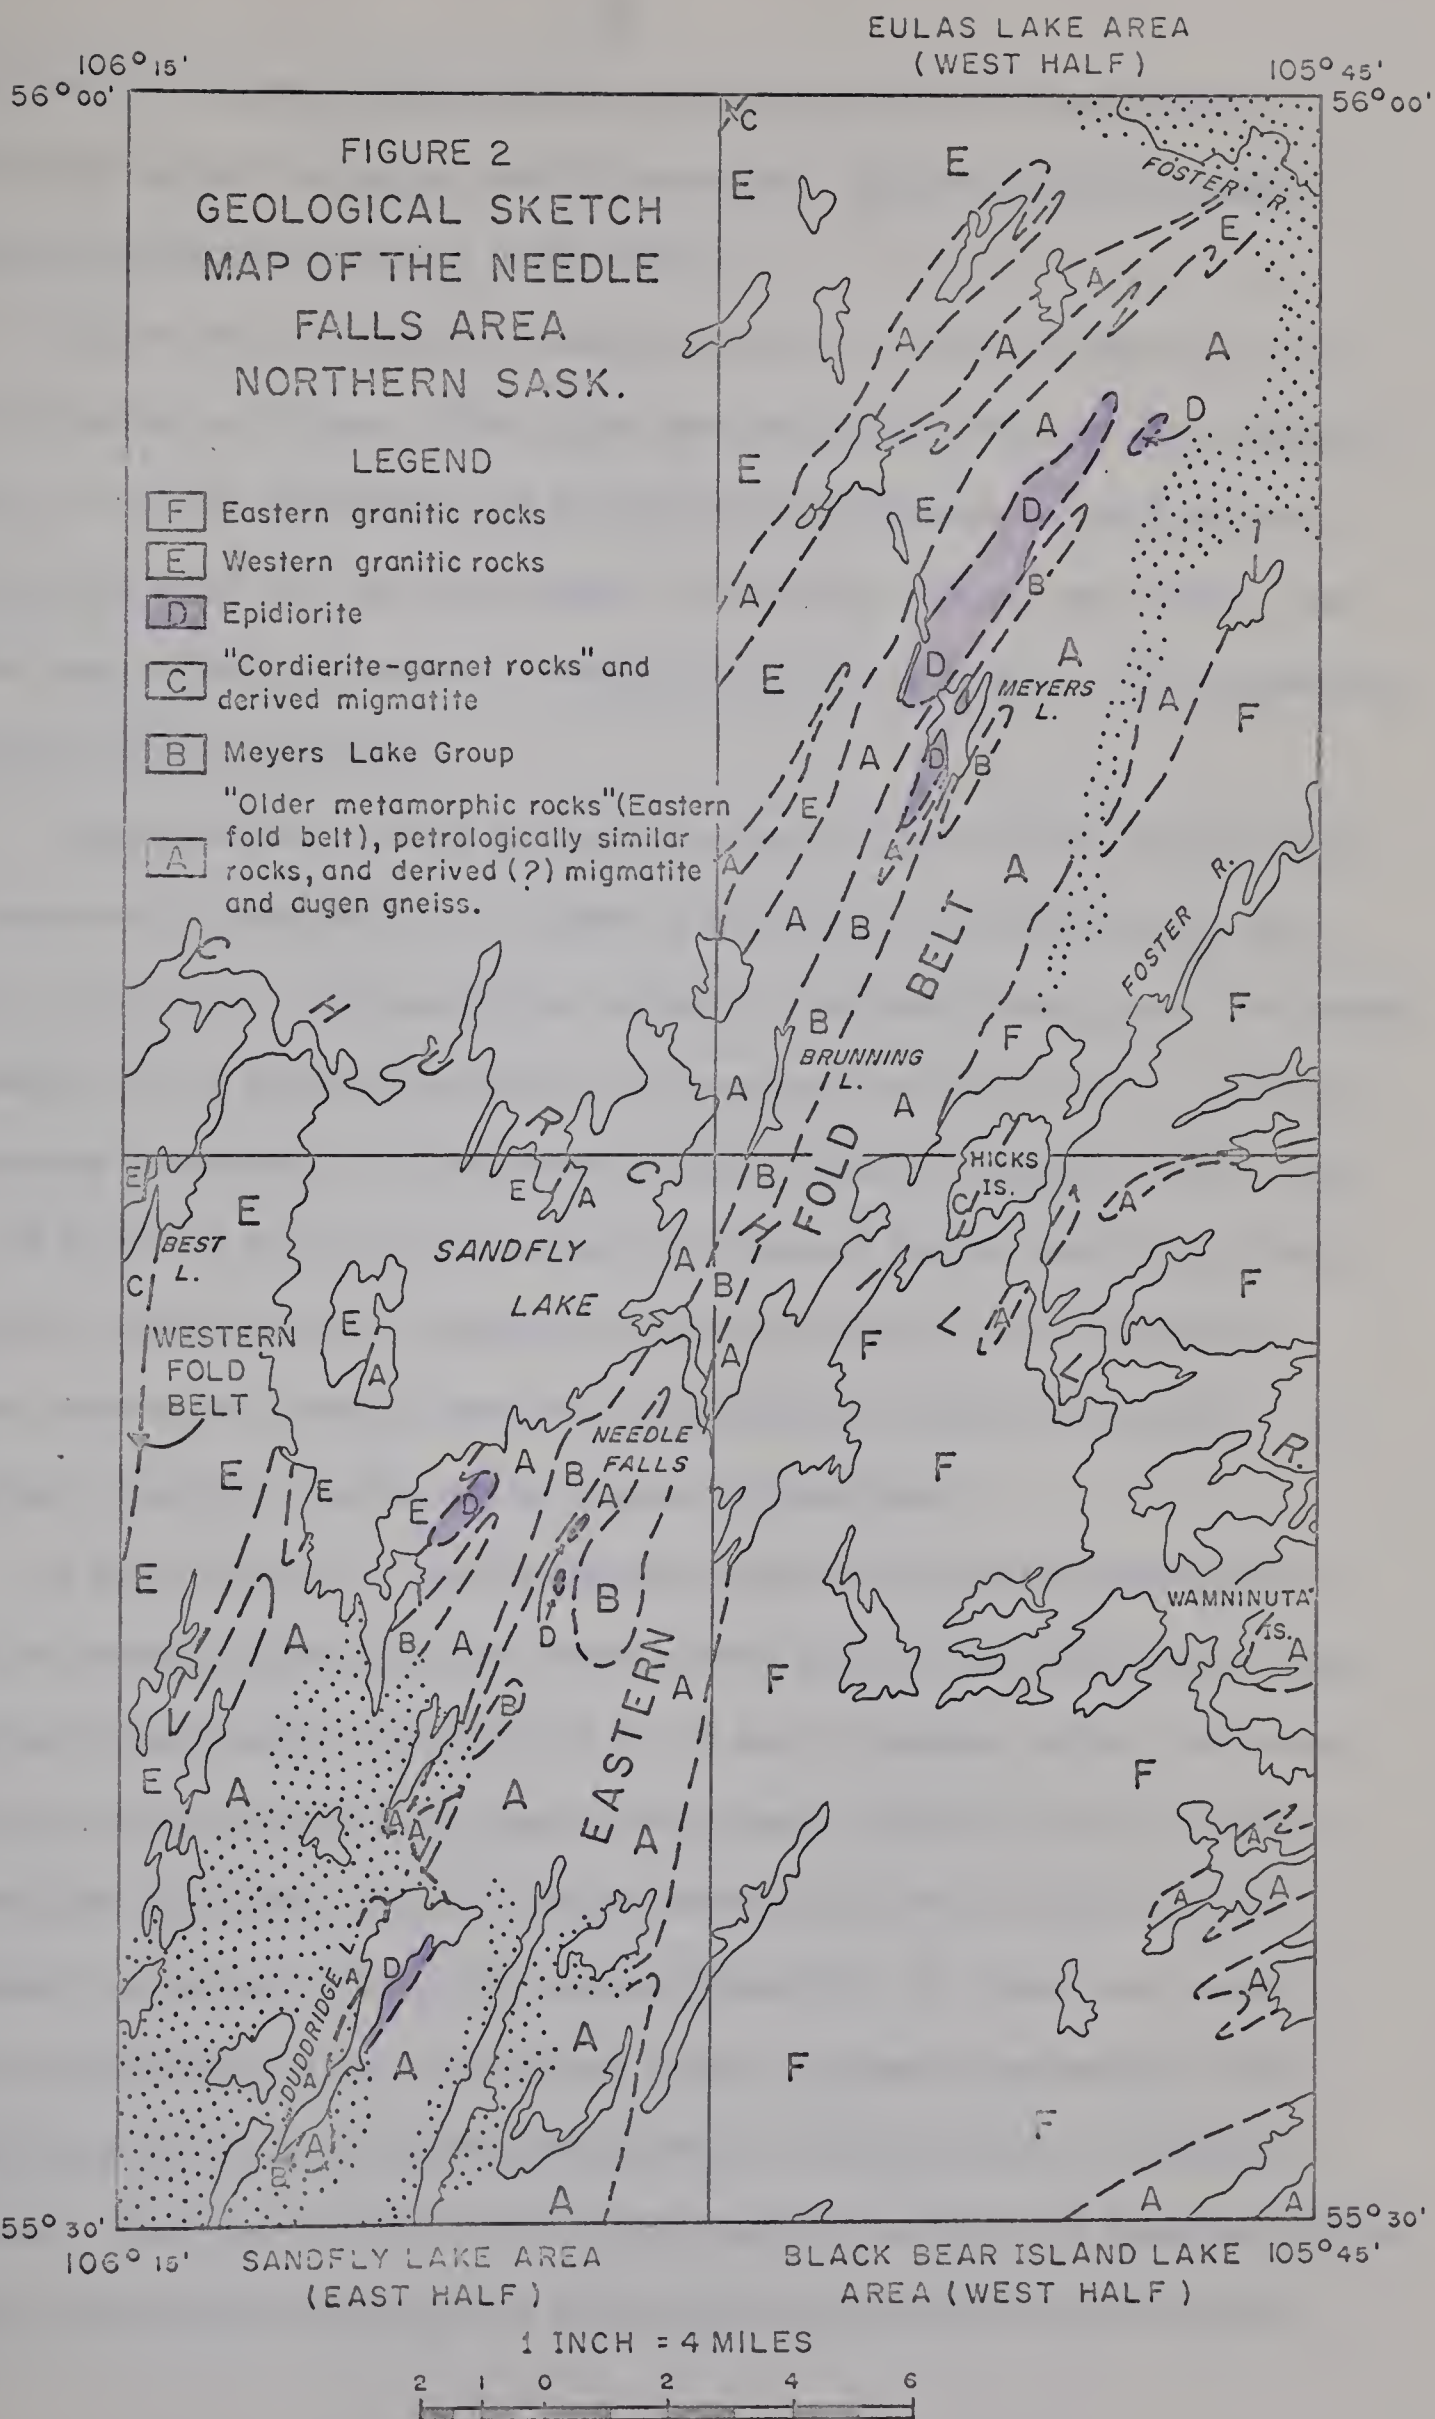 EULAS LAKE AREA
(WEST HALF)
106° 15'
105° 45'
56° 00'
56° 00'
FIGURE 2
GEOLOGICAL SKETCH
MAP OF THE NEEDLE
FALLS AREA
NORTHERN SASK.
LEGEND
F Eastern granitic rocks
E Western granitic rocks
D Epidiorite
C "Cordierite-garnet rocks" and
derived migmatite
B Meyers Lake Group
"Older metamorphic rocks" (Eastern
fold belt), petrologically similar
A rocks, and derived (?) migmatite
and augen gneiss.
C
E
E
FOSTER R.
E
A
A
A
A
A
D
E
E
D
B
A
A
E
D
MEYERS
L.
A
F
A
D
B
E
A
A
A
A
B
BELT
FOSTER R.
F
C H U R C H I L L R.
B
F
BRUNNING
L.
A
A
FOLD
HICKS
IS.
E
E
A
B
A
E
BEST
L.
C
SANDFLY
LAKE
A
B
F
E
A
A
F
A
WESTERN
FOLD
BELT
NEEDLE
FALLS
E
E
A
B
A
E
D
F
E
B
D
WAMNINUTA
IS.
A
A
B
A
EASTERN
A
F
B
E
A
A
F
A
A
A
A
A
A
DUDDRIDGE L.
A
D
A
A
A
A
F
F
A
B
A
A
A
55° 30'
55° 30'
106° 15'
SANDFLY LAKE AREA
(EAST HALF)
BLACK BEAR ISLAND LAKE
AREA (WEST HALF)
105° 45'
1 INCH = 4 MILES
2 1 0 2 4 6